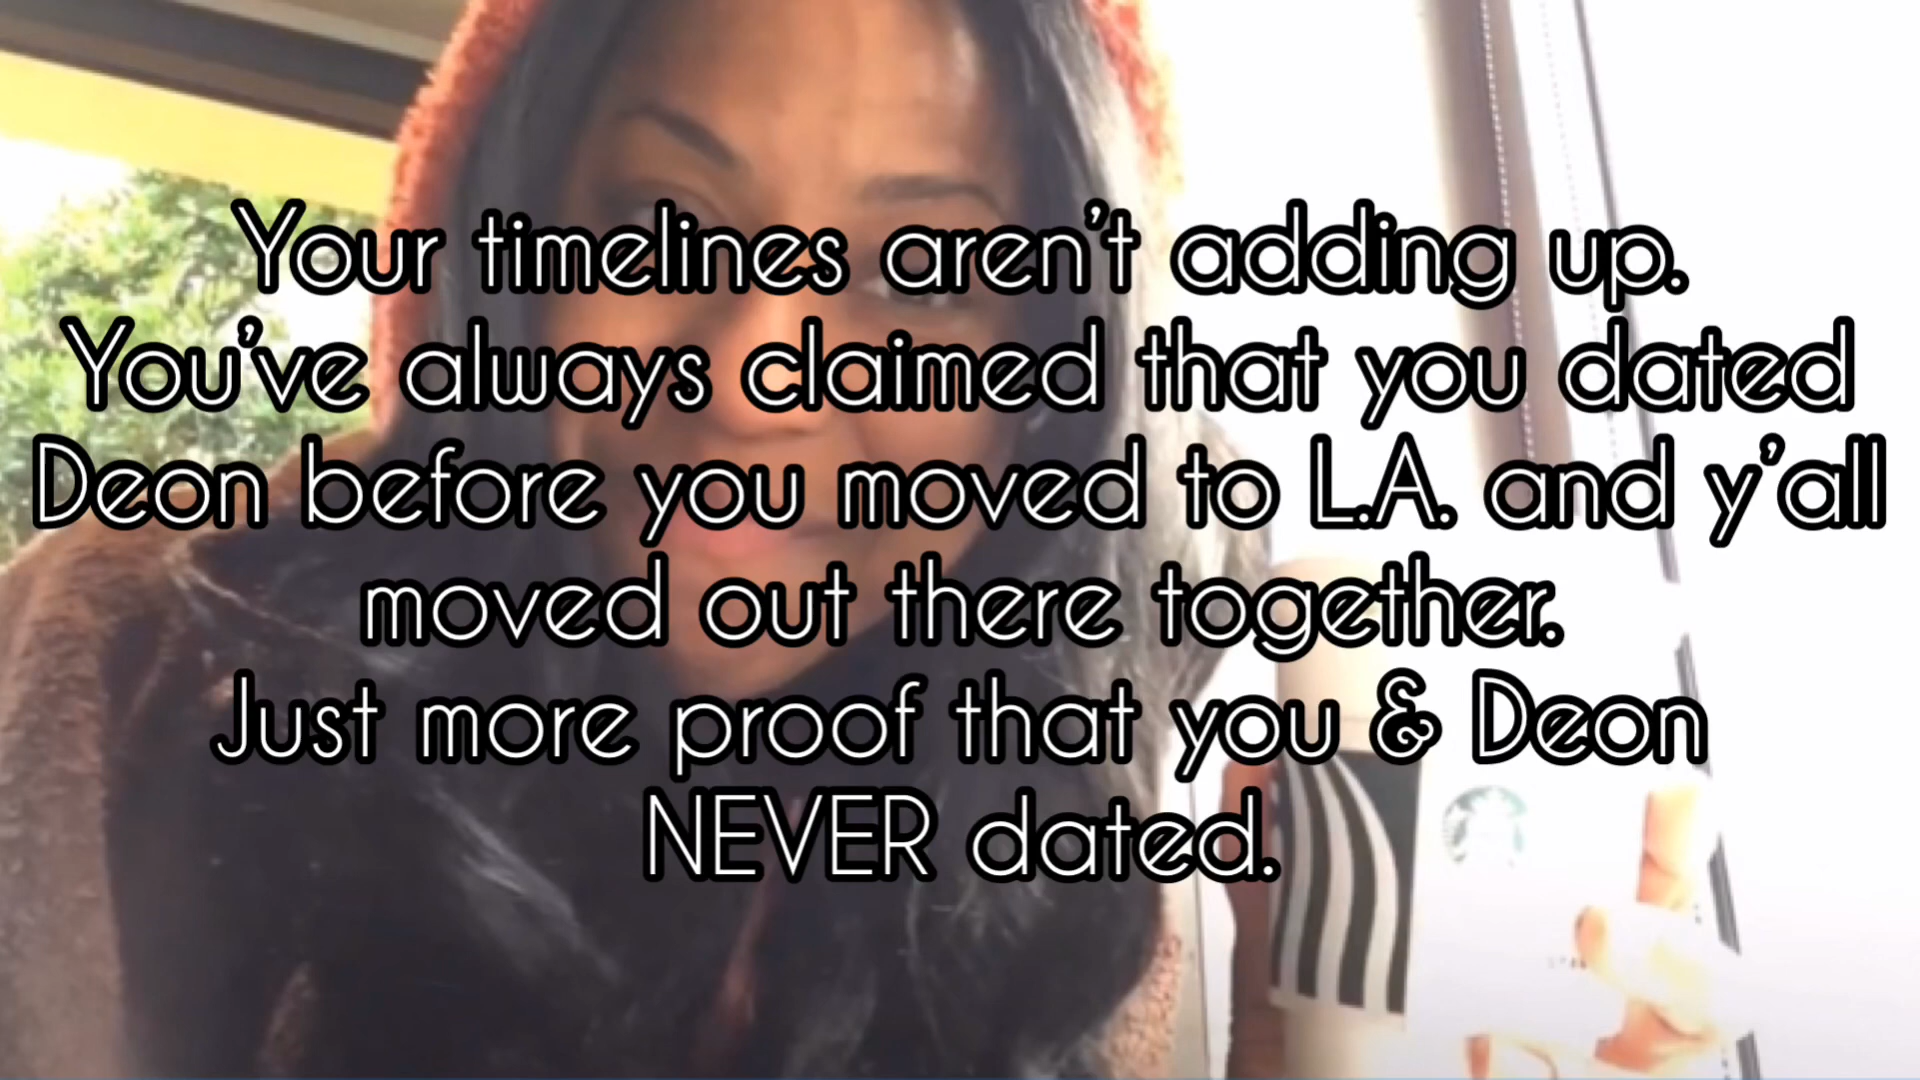 Your timelines aren't adding up.
You've always claimed that you dated
Deon before you moved to L.A. and y'all
moved out there together.
Just more proof that you & Deon
NEVER dated.